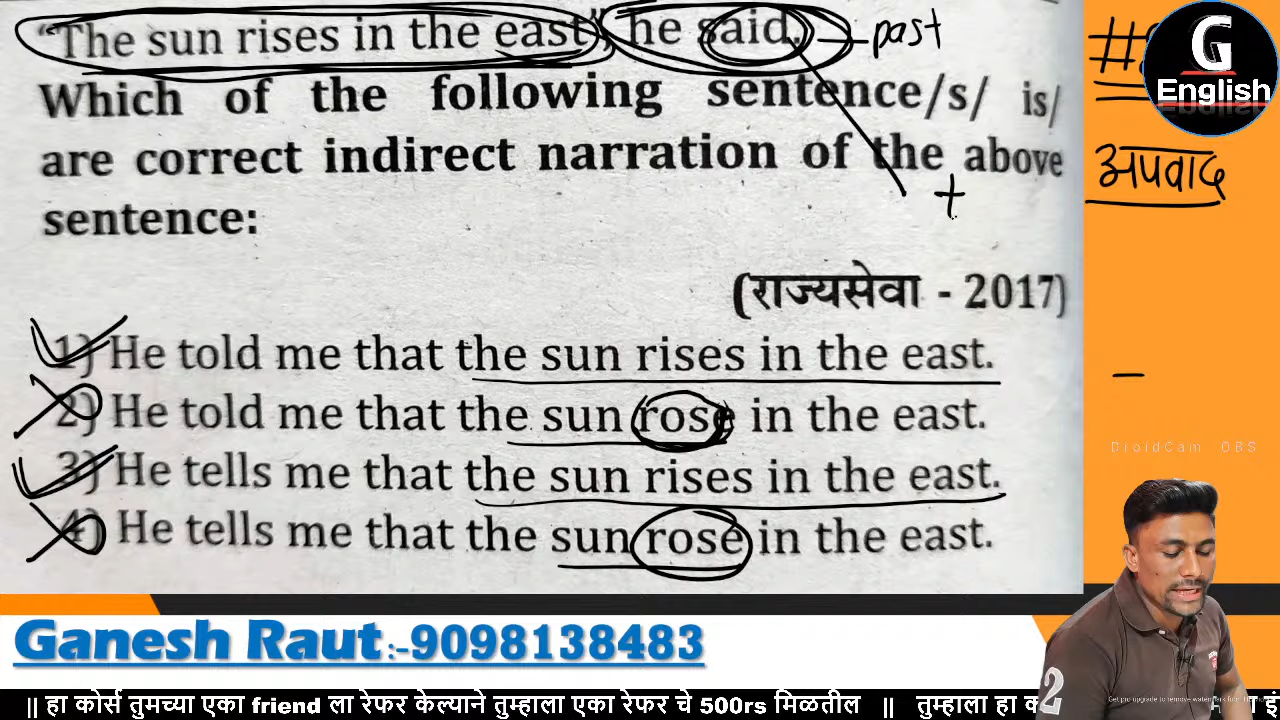 "The sun rises in the east", he said. past
Which of the following sentence/s/ is/
are correct indirect narration of the above
sentence:
(राज्यसेवा - 2017)
1) He told me that the sun rises in the east.
2) He told me that the sun rose in the east.
3) He tells me that the sun rises in the east.
4) He tells me that the sun rose in the east.
G
English
अपवाद
DroidCam OBS
2
Ganesh Raut:-9098138483
|| हा कोर्स तुमच्या एका friend ला रेफर केल्याने तुम्हाला एका रेफर चे 500rs मिळतील || तुम्हाला हा